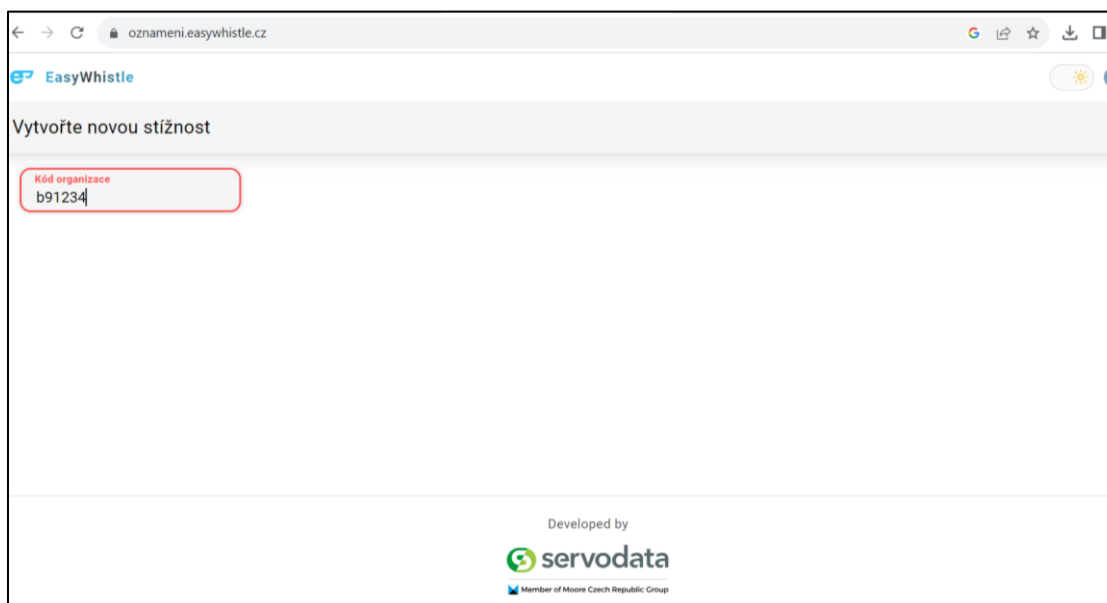 oznameni.easywhistle.cz
EasyWhistle
Vytvořte novou stížnost
Kód organizace
b91234
Developed by
servodata
Member of Moore Czech Republic Group